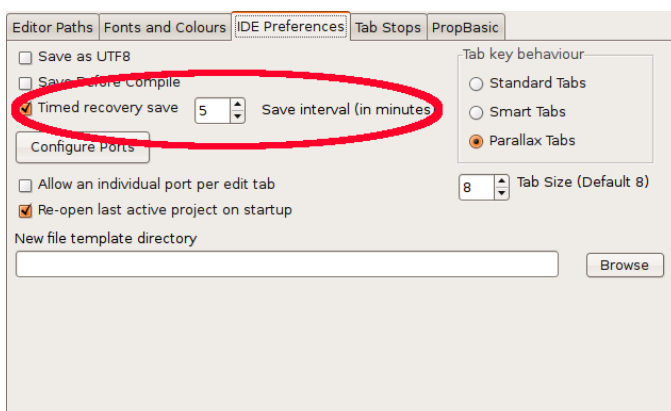 Editor Paths Fonts and Colours IDE Preferences Tab Stops PropBasic
Save as UTF8
Save Before Compile
Timed recovery save 5 Save interval (in minutes)
Configure Ports
Allow an individual port per edit tab
Re-open last active project on startup
Tab key behaviour
Standard Tabs
Smart Tabs
Parallax Tabs
8 Tab Size (Default 8)
New file template directory
Browse